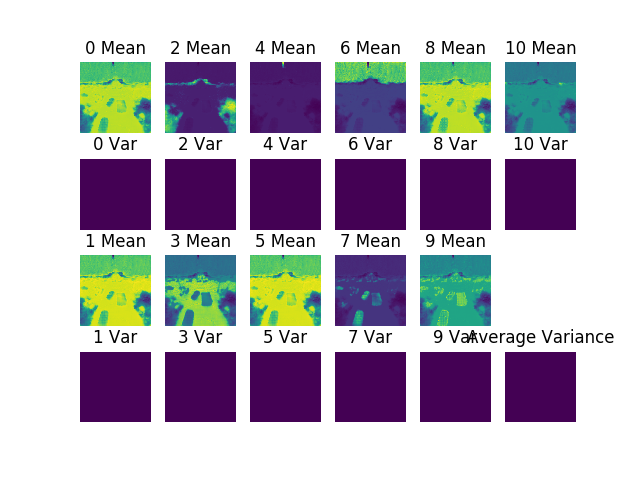 0 Mean 2 Mean 4 Mean 6 Mean 8 Mean 10 Mean
0 Var 2 Var 4 Var 6 Var 8 Var 10 Var
1 Mean 3 Mean 5 Mean 7 Mean 9 Mean
1 Var 3 Var 5 Var 7 Var 9 Var Average Variance